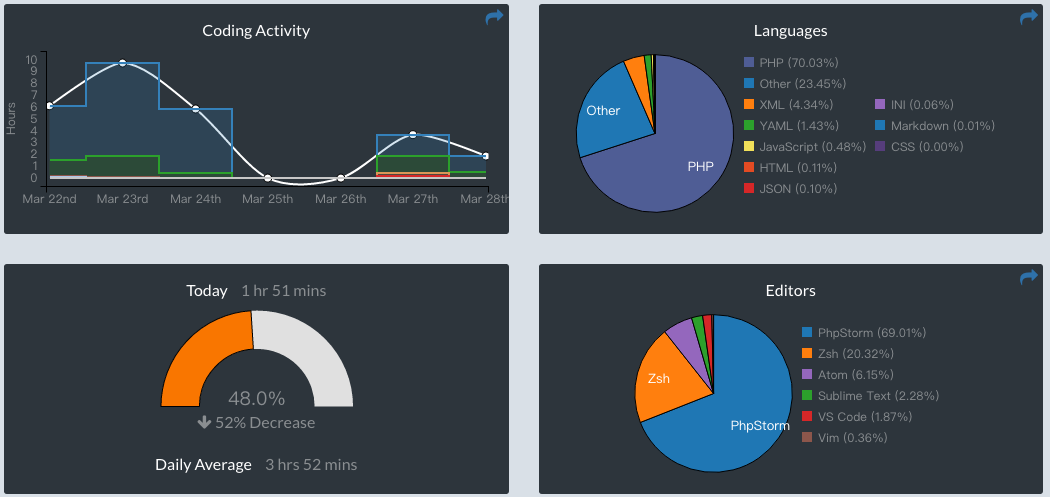 Coding Activity
Hours
10
9
8
7
6
5
4
3
2
1
0
Mar 22nd Mar 23rd Mar 24th Mar 25th Mar 26th Mar 27th Mar 28th
Languages
Other
PHP
PHP (70.03%)
Other (23.45%)
XML (4.34%)
YAML (1.43%)
JavaScript (0.48%)
HTML (0.11%)
JSON (0.10%)
INI (0.06%)
Markdown (0.01%)
CSS (0.00%)
Today 1 hr 51 mins
48.0%
52% Decrease
Daily Average 3 hrs 52 mins
Editors
Zsh
PhpStorm
PhpStorm (69.01%)
Zsh (20.32%)
Atom (6.15%)
Sublime Text (2.28%)
VS Code (1.87%)
Vim (0.36%)